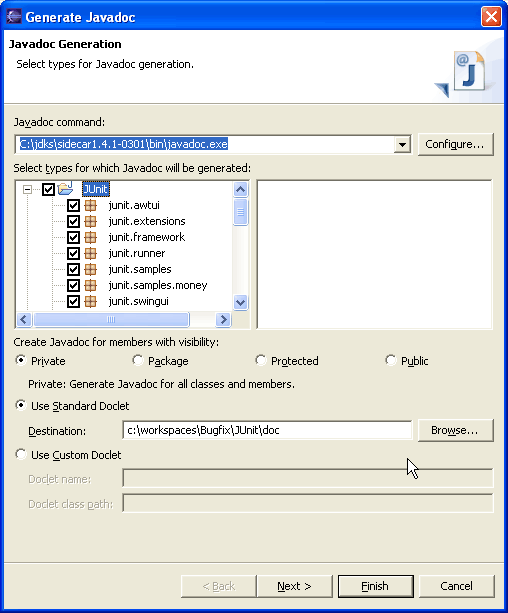 Generate Javadoc
Javadoc Generation
Select types for Javadoc generation.
@J
Javadoc command:
C:\jdks\sidecar1.4.1-0301\bin\javadoc.exe
Configure...
Select types for which Javadoc will be generated:
JUnit
junit.awtui
junit.extensions
junit.framework
junit.runner
junit.samples
junit.samples.money
junit.swingui
Create Javadoc for members with visibility:
Private Package Protected Public
Private: Generate Javadoc for all classes and members.
Use Standard Doclet
Destination: c:\workspaces\Bugfix\JUnit\doc Browse...
Use Custom Doclet
Doclet name:
Doclet class path:
< Back Next > Finish Cancel